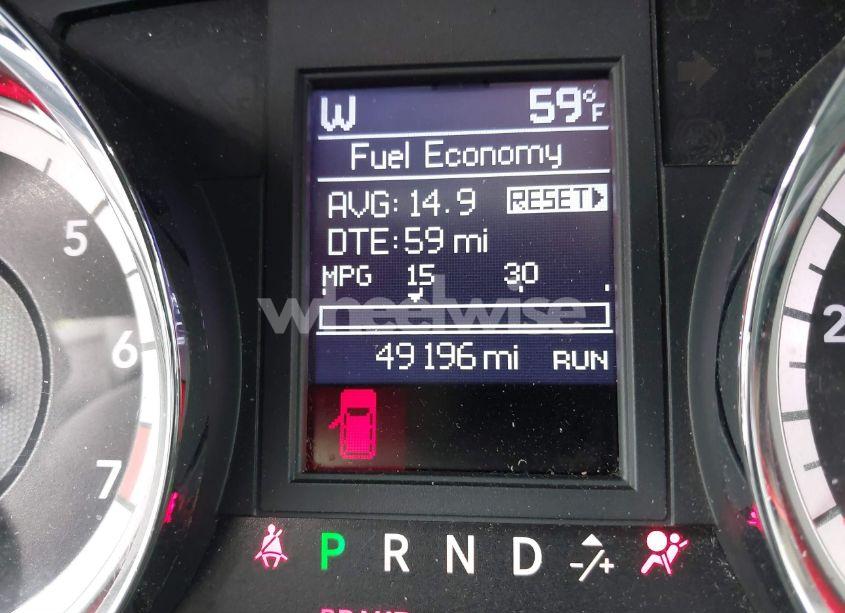 W 59°F
Fuel Economy
AVG: 14.9 RESET
DTE: 59 mi
MPG 15 30
wheelwise
49196 mi RUN
5
6
7
2
P R N D -/+